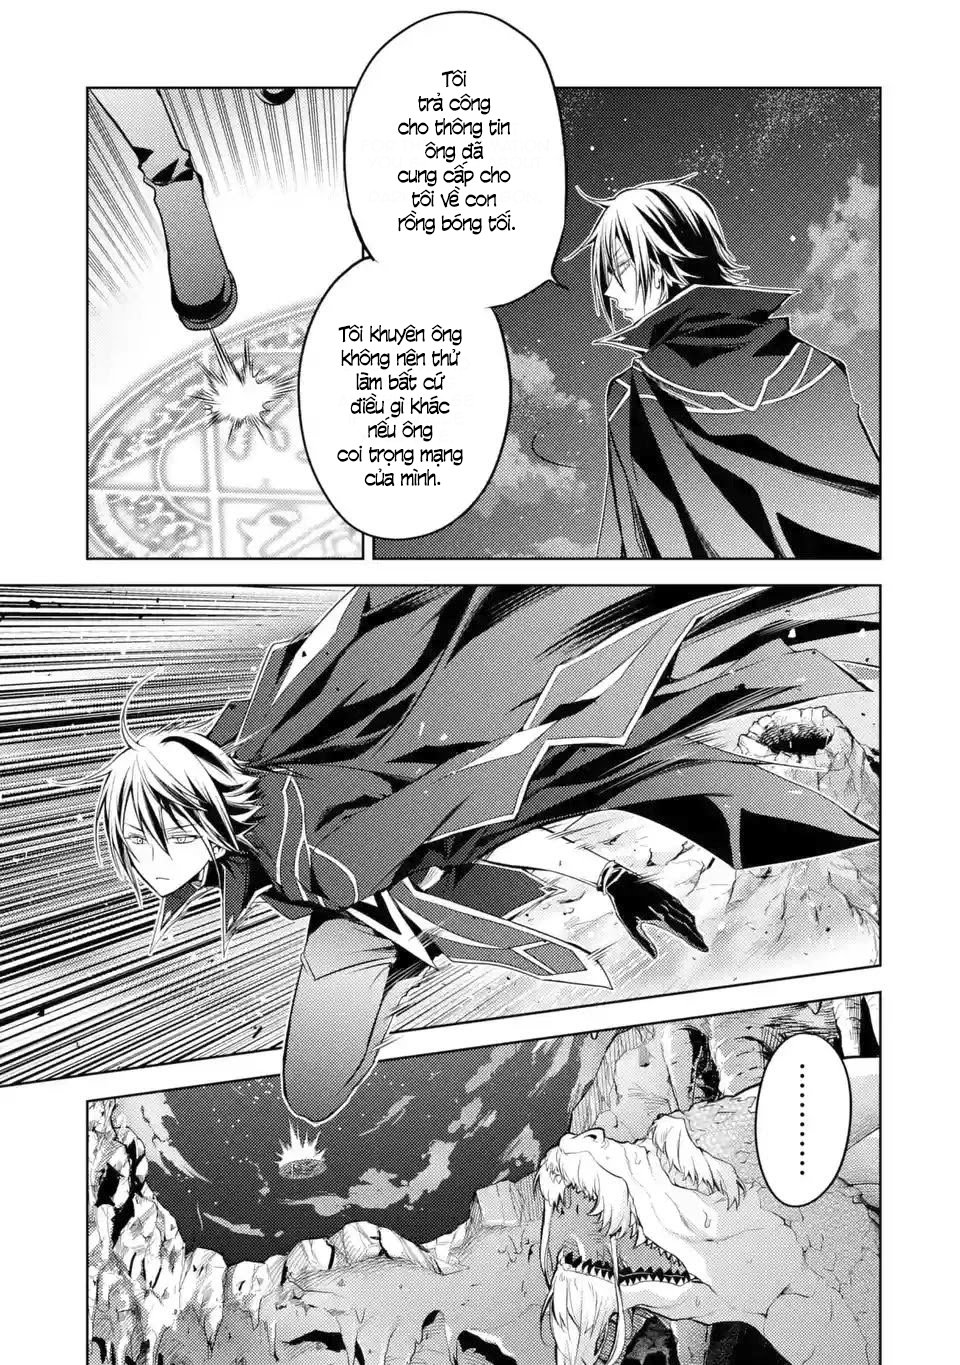 Tôi
trả công
cho thông tin
ông đã
cung cấp cho
tôi về con
rồng bóng tối.
Tôi khuyên ông
không nên thử
làm bất cứ
điều gì khác
nếu ông
coi trọng mạng
của mình.
.........